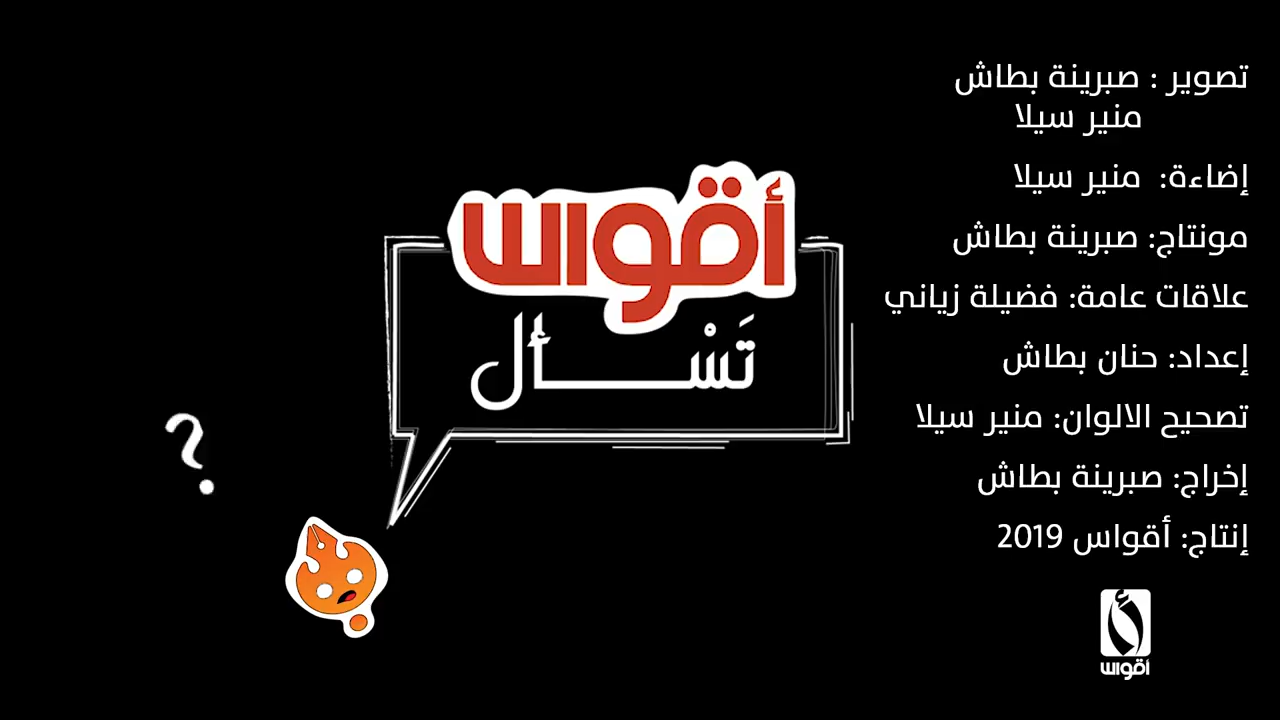 أقواس
تَسْـــــأل
?
تصوير : صبرينة بطاش
منير سيلا
إضاءة: منير سيلا
مونتاج: صبرينة بطاش
علاقات عامة: فضيلة زياني
إعداد: حنان بطاش
تصحيح الالوان: منير سيلا
إخراج: صبرينة بطاش
إنتاج: أقواس 2019
أ
أقواس